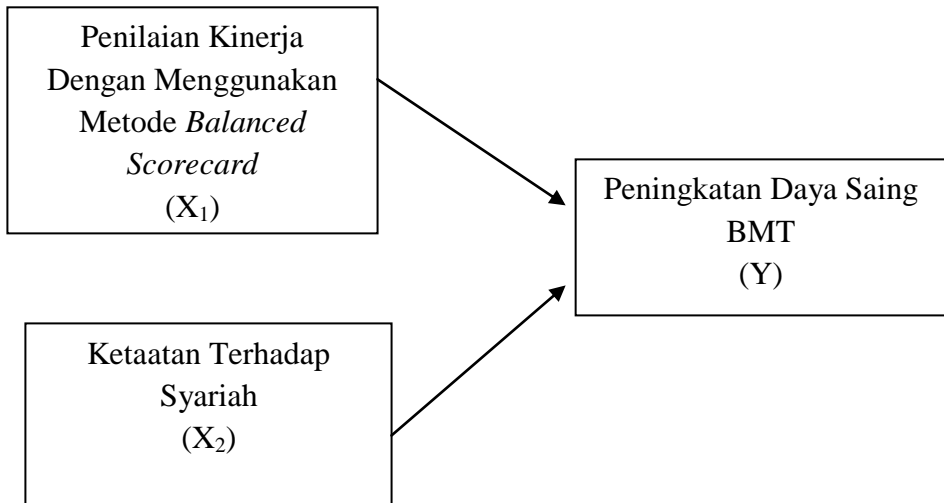 Penilaian Kinerja
Dengan Menggunakan
Metode Balanced
Scorecard
(X₁)
Peningkatan Daya Saing
BMT
(Y)
Ketaatan Terhadap
Syariah
(X₂)